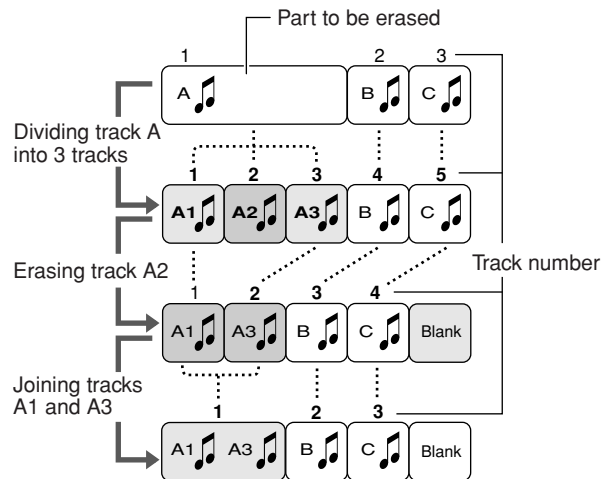 Part to be erased
1 2 3
A B C
Dividing track A
into 3 tracks
1 2 3 4 5
A1 A2 A3 B C
Erasing track A2
Track number
1 2 3 4
A1 A3 B C Blank
Joining tracks
A1 and A3
1 2 3
A1 A3 B C Blank